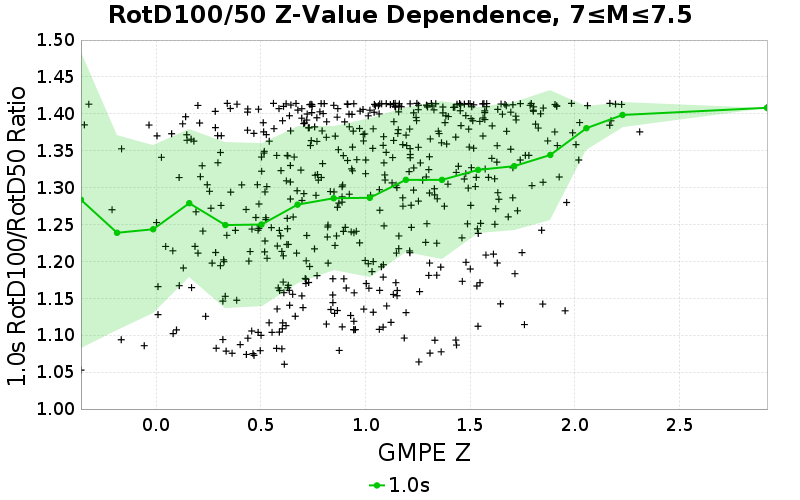 RotD100/50 Z-Value Dependence, 7≤M≤7.5
1.0s RotD100/RotD50 Ratio
1.50
1.45
1.40
1.35
1.30
1.25
1.20
1.15
1.10
1.05
1.00
0.0 0.5 1.0 1.5 2.0 2.5
GMPE Z
1.0s